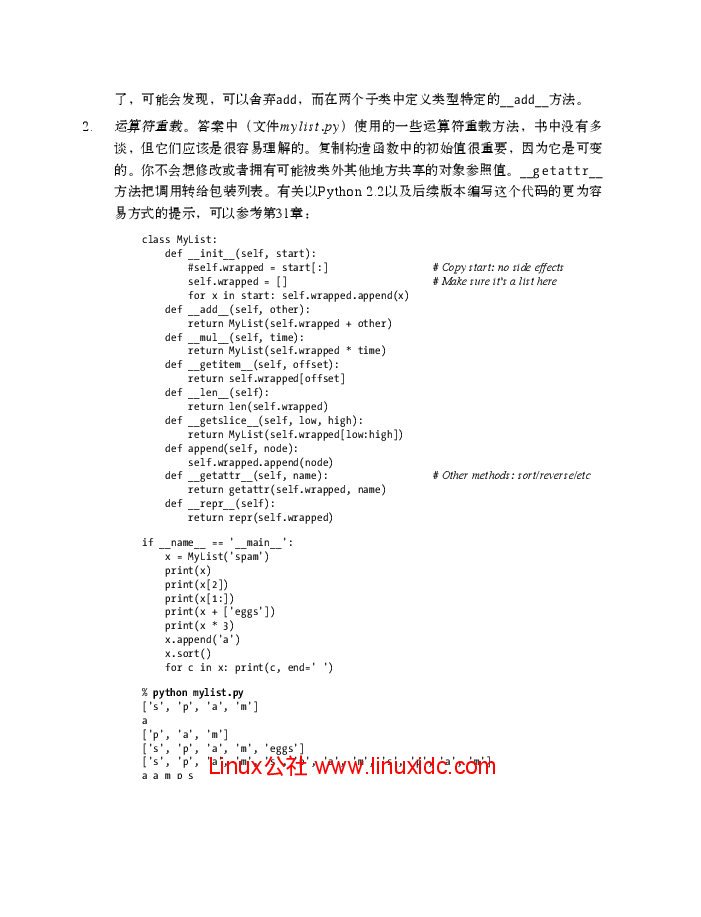 了，可能会发现，可以舍弃add，而在两个子类中定义类型特定的__add__方法。
2. 运算符重载。答案中（文件mylist.py）使用的一些运算符重载方法，书中没有多
谈，但它们应该是很容易理解的。复制构造函数中的初始值很重要，因为它是可变
的。你不会想修改或者拥有可能被类外其他地方共享的对象参照值。__getattr__
方法把调用转给包装列表。有关以Python 2.2以及后续版本编写这个代码的更为容
易方式的提示，可以参考第31章：
class MyList:
    def __init__(self, start):
        #self.wrapped = start[:]    # Copy start: no side effects
        self.wrapped = []    # Make sure it's a list here
        for x in start: self.wrapped.append(x)
    def __add__(self, other):
        return MyList(self.wrapped + other)
    def __mul__(self, time):
        return MyList(self.wrapped * time)
    def __getitem__(self, offset):
        return self.wrapped[offset]
    def __len__(self):
        return len(self.wrapped)
    def __getslice__(self, low, high):
        return MyList(self.wrapped[low:high])
    def append(self, node):
        self.wrapped.append(node)
    def __getattr__(self, name):    # Other methods: sort/reverse/etc
        return getattr(self.wrapped, name)
    def __repr__(self):
        return repr(self.wrapped)
if __name__ == '__main__':
    x = MyList('spam')
    print(x)
    print(x[2])
    print(x[1:])
    print(x + ['eggs'])
    print(x * 3)
    x.append('a')
    x.sort()
    for c in x: print(c, end=' ')
% python mylist.py
['s', 'p', 'a', 'm']
a
['p', 'a', 'm']
['s', 'p', 'a', 'm', 'eggs']
['s', 'p', 'a', 'm', 's', 'p', 'a', 'm', 's', 'p', 'a', 'm']
Linux公社 www.linuxidc.com
a a m p s